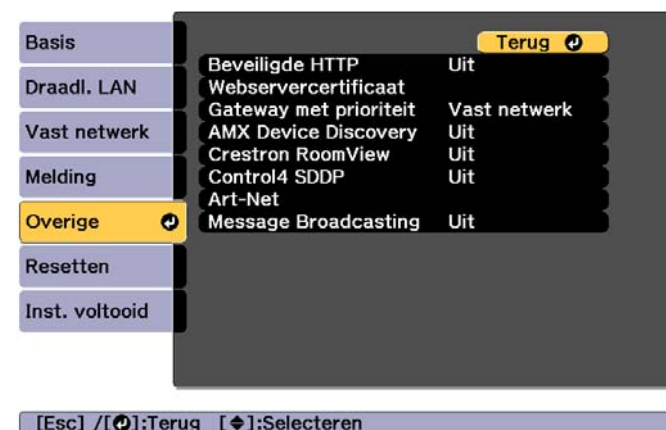 Basis
Draadl. LAN
Vast netwerk
Melding
Overige
Resetten
Inst. voltooid
Terug
Beveiligde HTTP Uit
Webservercertificaat
Gateway met prioriteit Vast netwerk
AMX Device Discovery Uit
Crestron RoomView Uit
Control4 SDDP Uit
Art-Net
Message Broadcasting Uit
[Esc] /[↵]:Terug [◆]:Selecteren